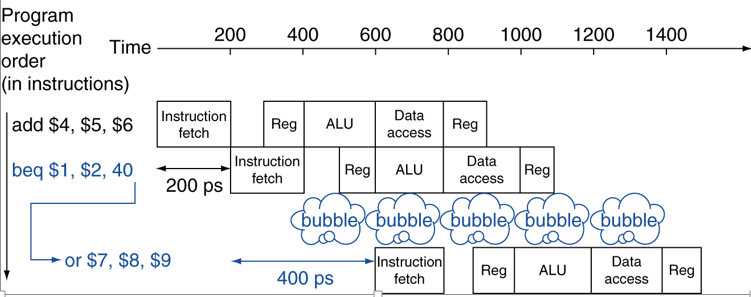 Program
execution
order
(in instructions)
Time
200 400 600 800 1000 1200 1400
add $4, $5, $6
Instruction
fetch
Reg
ALU
Data
access
Reg
beq $1, $2, 40
200 ps
Instruction
fetch
Reg
ALU
Data
access
Reg
bubble bubble bubble bubble bubble
or $7, $8, $9
400 ps
Instruction
fetch
Reg
ALU
Data
access
Reg